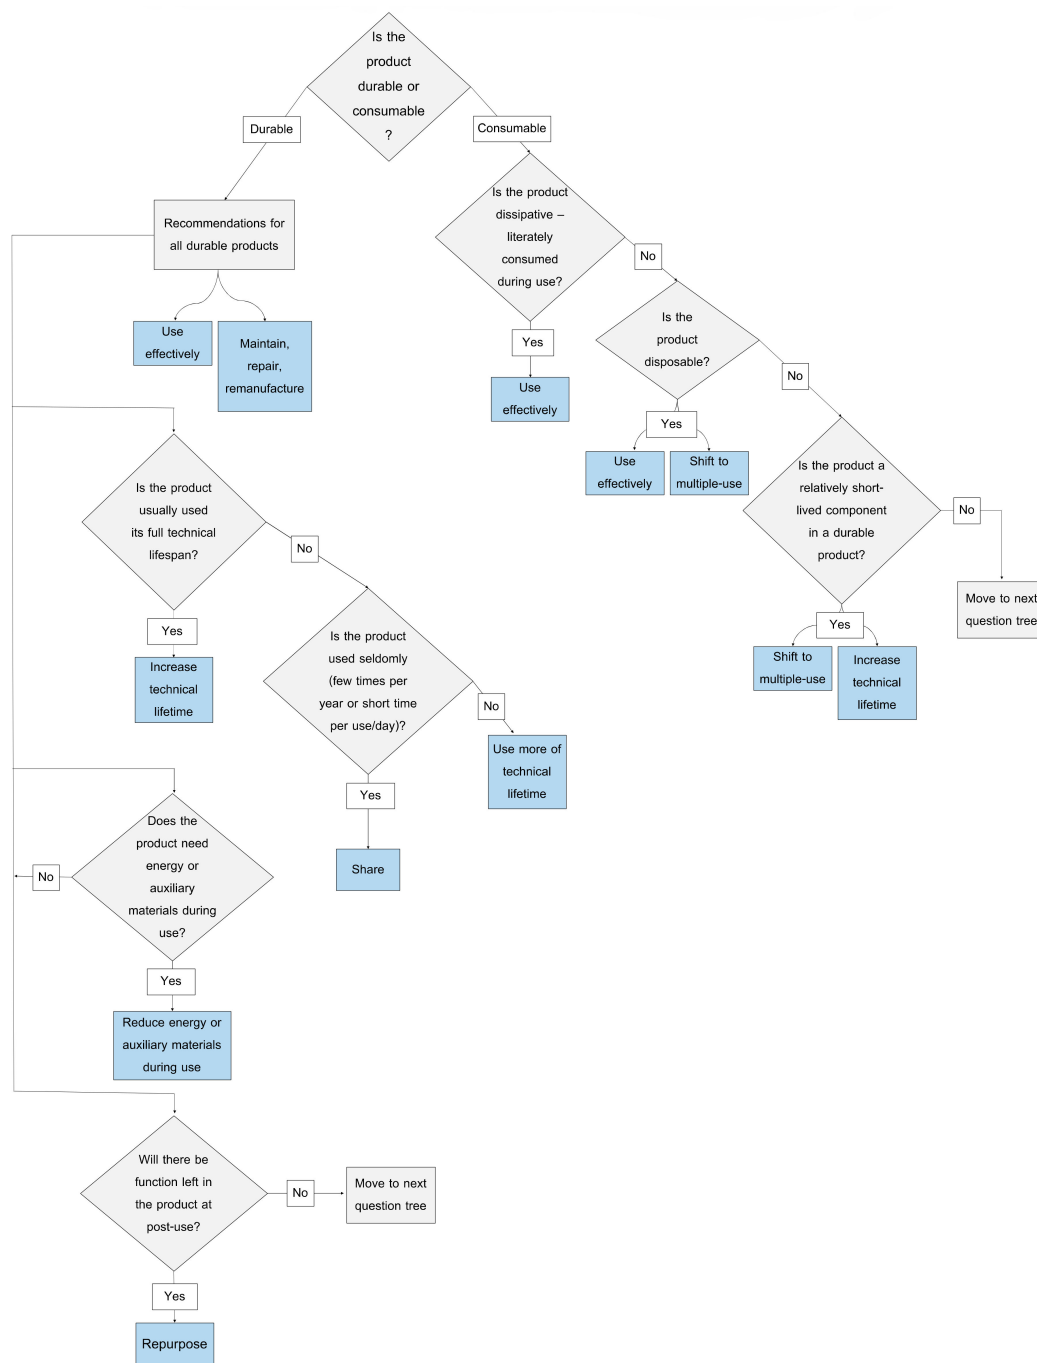 Is the
product
durable or
consumable
?
Durable
Consumable
Recommendations for
all durable products
Use
effectively
Maintain,
repair,
remanufacture
Is the product
dissipative –
literately
consumed
during use?
No
Yes
Use
effectively
Is the
product
disposable?
No
Yes
Use
effectively
Shift to
multiple-use
Is the product a
relatively short-
lived component
in a durable
product?
No
Move to next
question tree
Yes
Shift to
multiple-use
Increase
technical
lifetime
Is the product
usually used
its full technical
lifespan?
No
Yes
Increase
technical
lifetime
Is the product
used seldomly
(few times per
year or short time
per use/day)?
No
Use more of
technical
lifetime
Yes
Share
Does the
product need
energy or
auxiliary
materials during
use?
No
Yes
Reduce energy or
auxiliary materials
during use
Will there be
function left in
the product at
post-use?
No
Move to next
question tree
Yes
Repurpose